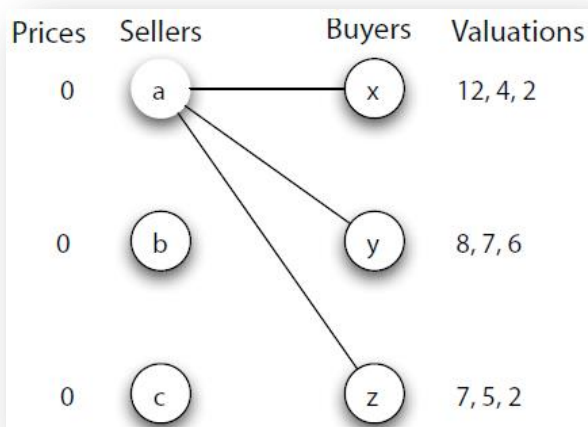 Prices Sellers Buyers Valuations
0 a x 12, 4, 2
0 b y 8, 7, 6
0 c z 7, 5, 2